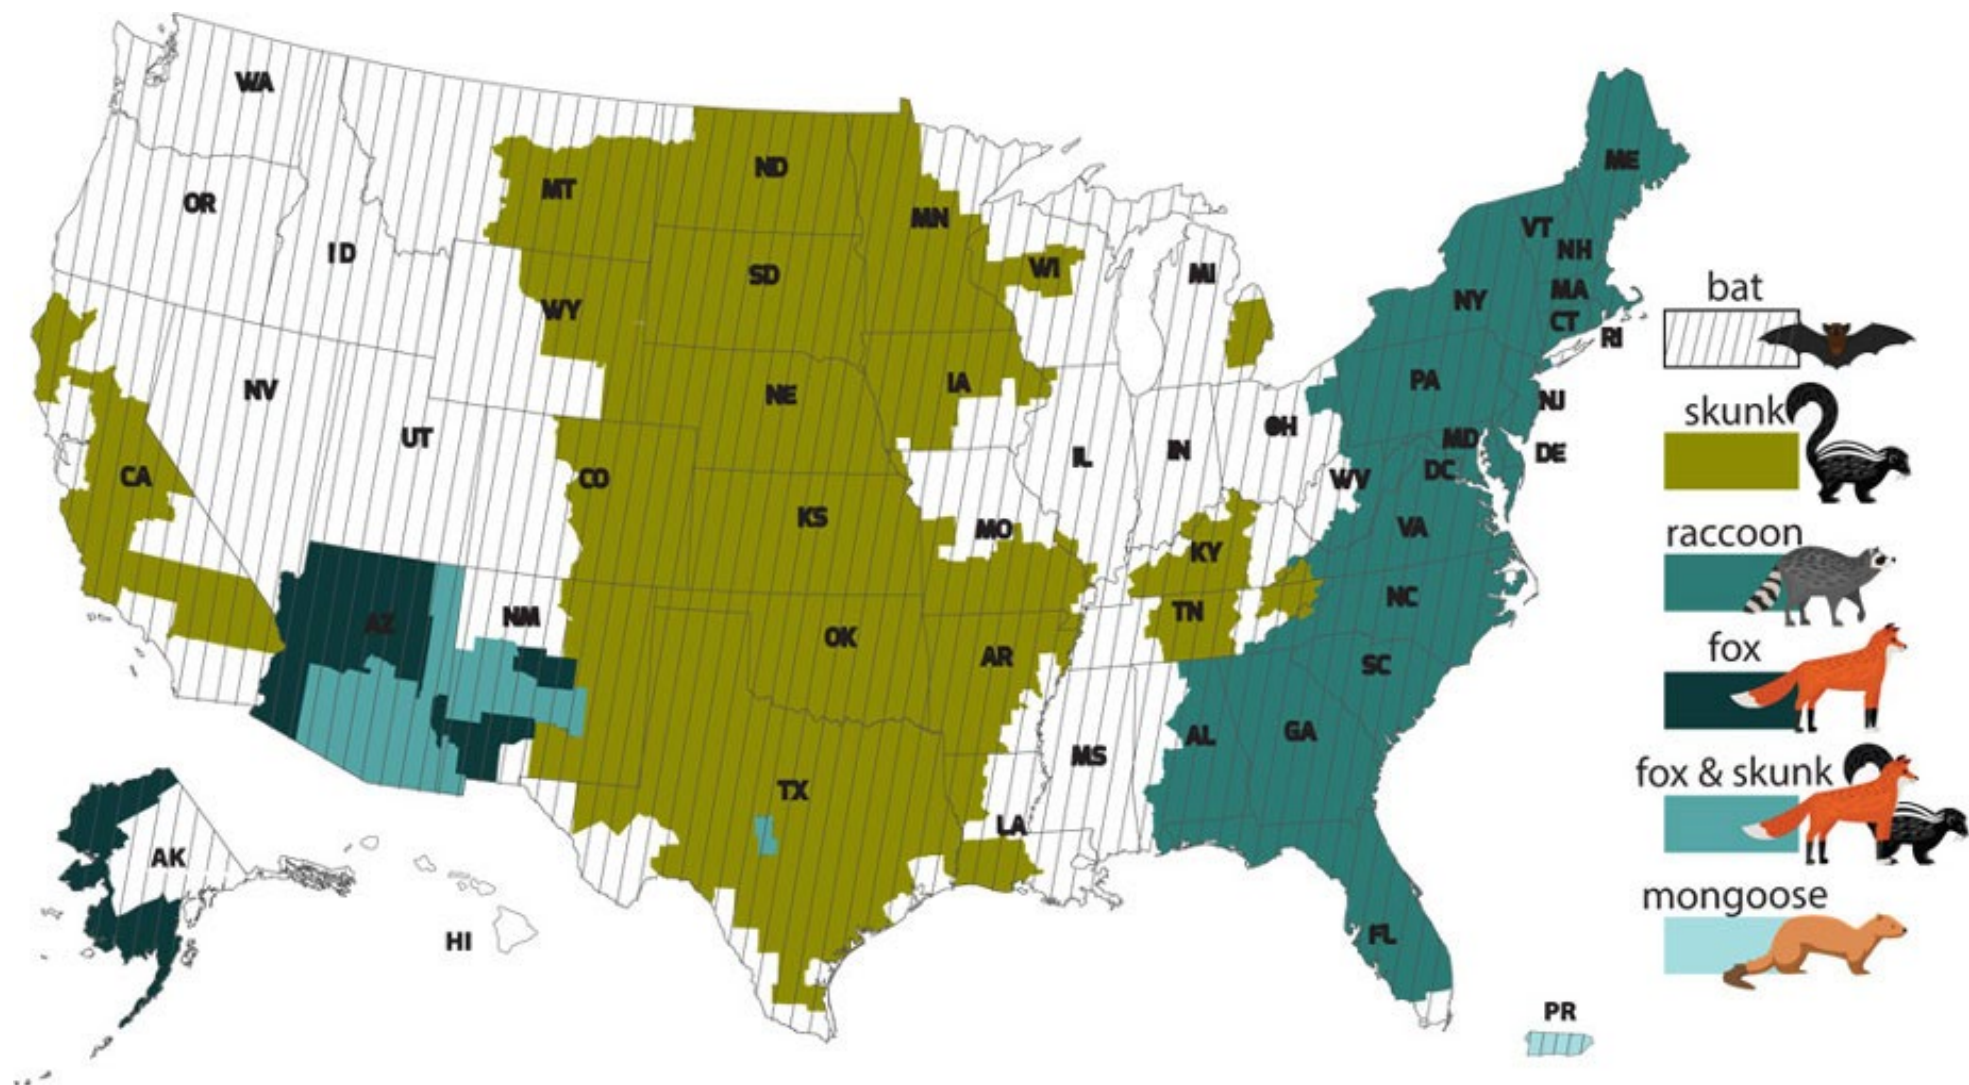 WA
OR
ID
MT
ND
MN
SD
WY
WI
MI
NV
UT
CA
CO
NE
IA
KS
MO
IL
IN
OH
KY
TN
AZ
NM
OK
AR
TX
LA
MS
AL
GA
FL
SC
NC
VA
WV
DC
MD
DE
NJ
PA
NY
CT
RI
MA
NH
VT
ME
AK
HI
PR
bat
skunk
raccoon
fox
fox & skunk
mongoose